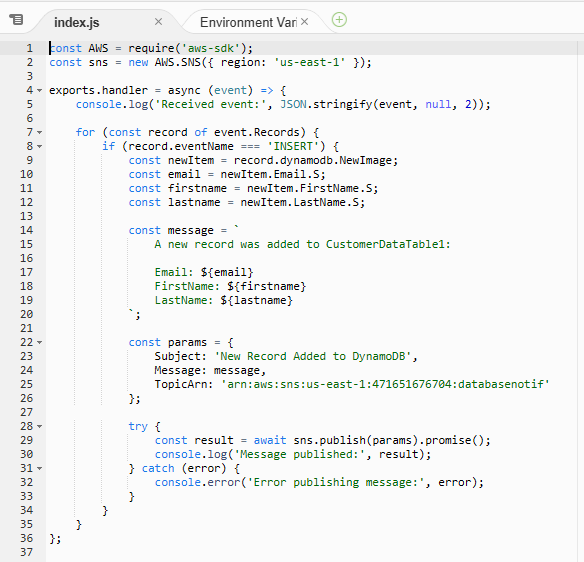 index.js × Environment Vari ×
1 const AWS = require('aws-sdk');
2 const sns = new AWS.SNS({ region: 'us-east-1' });
3
4 exports.handler = async (event) => {
5     console.log('Received event:', JSON.stringify(event, null, 2));
6
7     for (const record of event.Records) {
8         if (record.eventName === 'INSERT') {
9             const newItem = record.dynamodb.NewImage;
10             const email = newItem.Email.S;
11             const firstname = newItem.FirstName.S;
12             const lastname = newItem.LastName.S;
13
14             const message = `
15                 A new record was added to CustomerDataTable1:
16
17                 Email: ${email}
18                 FirstName: ${firstname}
19                 LastName: ${lastname}
20             `;
21
22             const params = {
23                 Subject: 'New Record Added to DynamoDB',
24                 Message: message,
25                 TopicArn: 'arn:aws:sns:us-east-1:471651676704:databasenotif'
26             };
27
28             try {
29                 const result = await sns.publish(params).promise();
30                 console.log('Message published:', result);
31             } catch (error) {
32                 console.error('Error publishing message:', error);
33             }
34         }
35     }
36 };
37